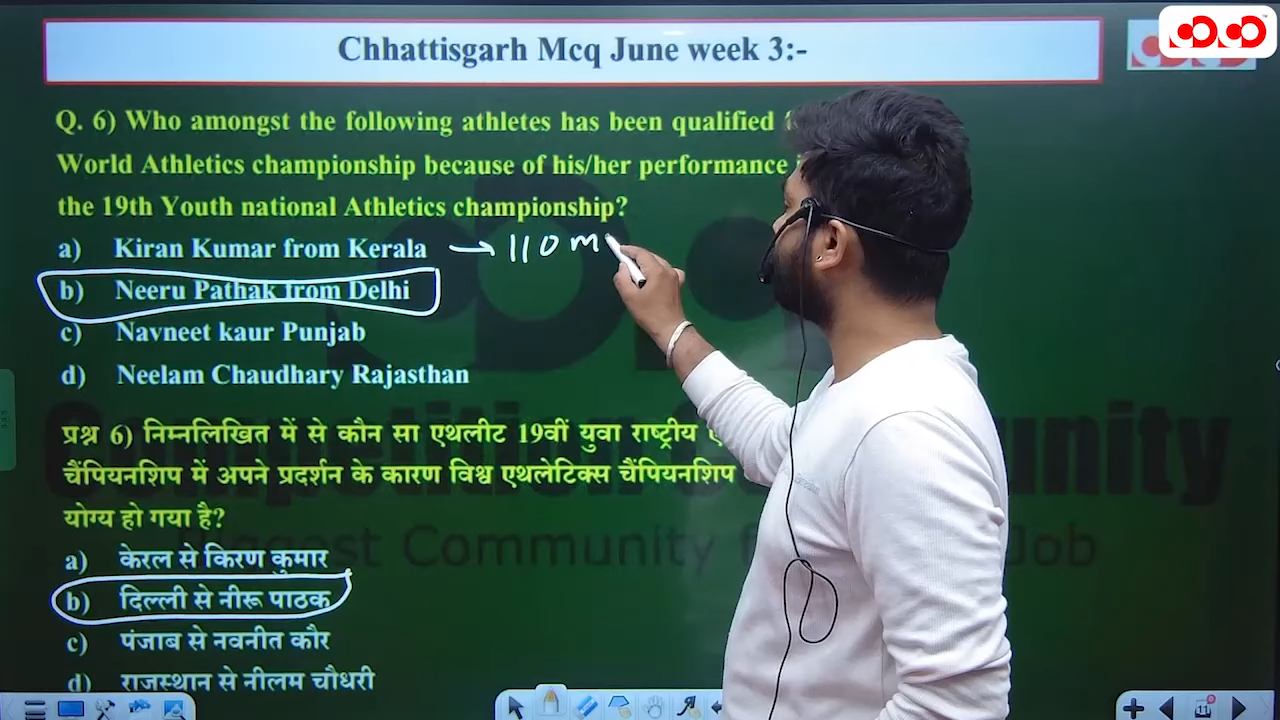 Chhattisgarh Mcq June week 3:-
Q. 6) Who amongst the following athletes has been qualified
World Athletics championship because of his/her performance
the 19th Youth national Athletics championship?
a) Kiran Kumar from Kerala → 110 m
b) Neeru Pathak from Delhi
c) Navneet kaur Punjab
d) Neelam Chaudhary Rajasthan
प्रश्न 6) निम्नलिखित में से कौन सा एथलीट 19वीं युवा राष्ट्रीय
चैंपियनशिप में अपने प्रदर्शन के कारण विश्व एथलेटिक्स चैंपियनशिप
योग्य हो गया है?
a) केरल से किरण कुमार
b) दिल्ली से नीरू पाठक
c) पंजाब से नवनीत कौर
d) राजस्थान से नीलम चौधरी
11